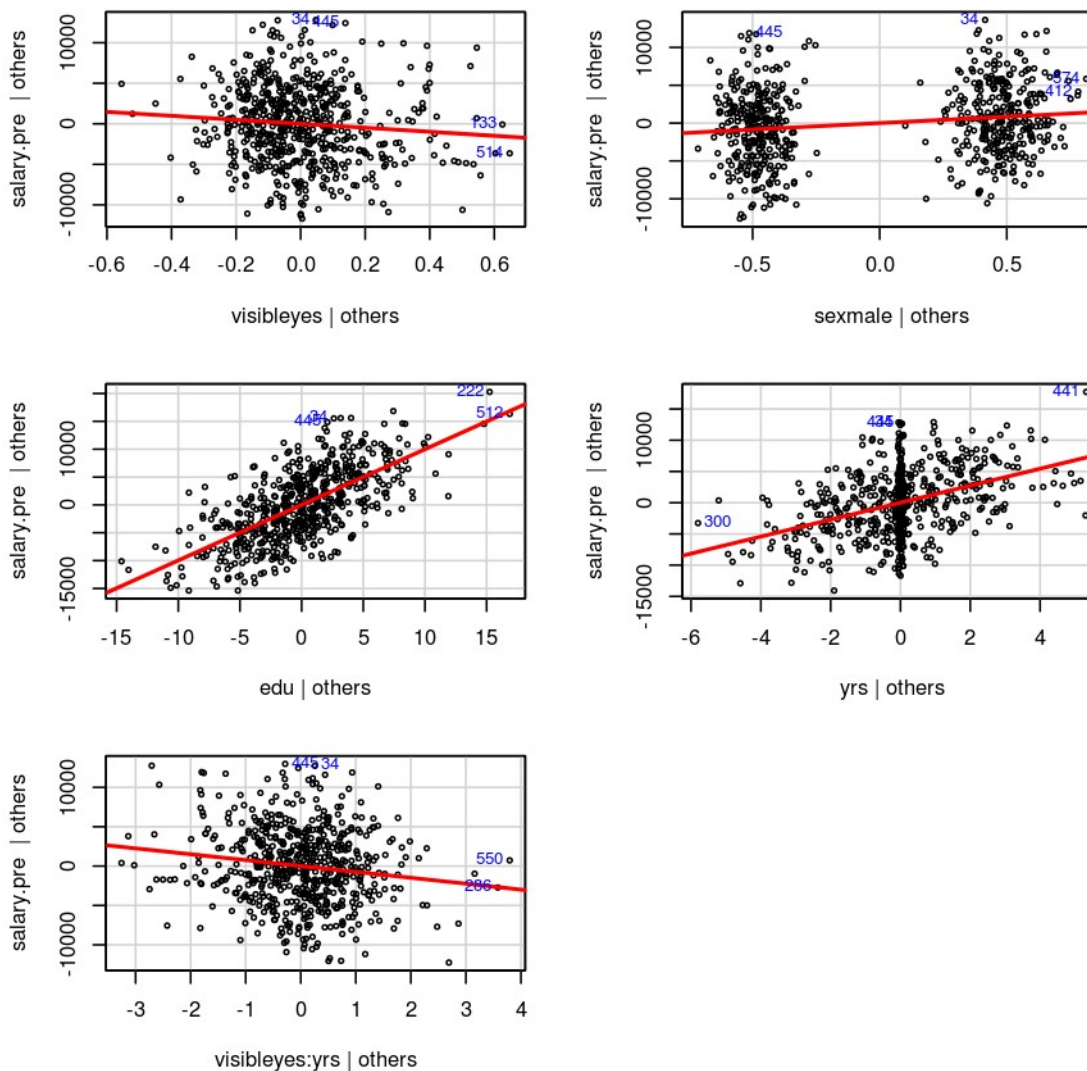 salary.pre | others
10000
0
-10000
34
445
133
514
-0.6 -0.4 -0.2 0.0 0.2 0.4 0.6
visibleyes | others
salary.pre | others
10000
0
-10000
34
445
574
412
-0.5 0.0 0.5
sexmale | others
salary.pre | others
10000
0
-15000
222
512
34
445
-15 -10 -5 0 5 10 15
edu | others
salary.pre | others
10000
0
-15000
441
300
-6 -4 -2 0 2 4
yrs | others
salary.pre | others
10000
0
-10000
445
34
550
286
-3 -2 -1 0 1 2 3 4
visibleyes:yrs | others